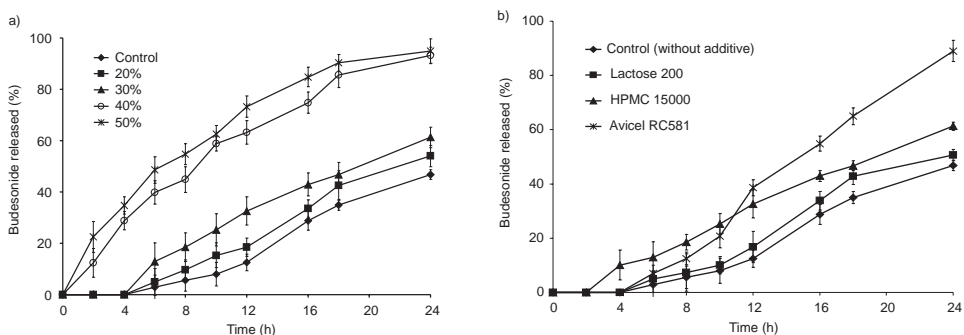 a)
Budesonide released (%)
100
80
60
40
20
0
Control
20%
30%
40%
50%
0 4 8 12 16 20 24
Time (h)
b)
Budesonide released (%)
100
80
60
40
20
0
Control (without additive)
Lactose 200
HPMC 15000
Avicel RC581
0 4 8 12 16 20 24
Time (h)